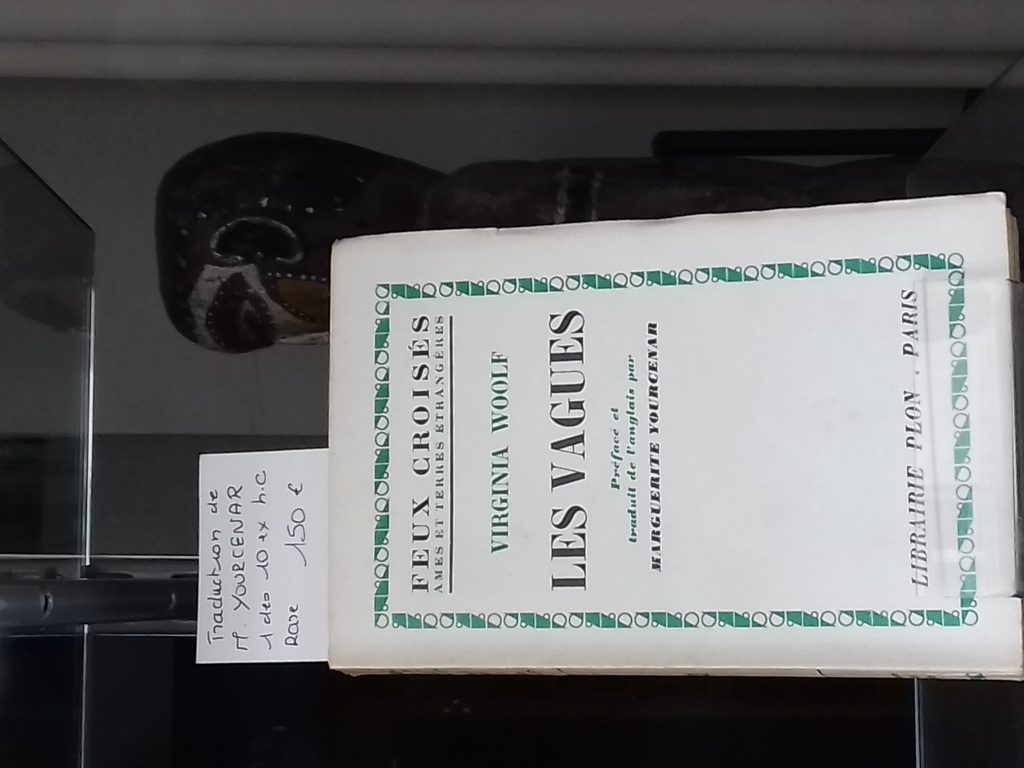 Traduction de
M. YOURCENAR
1 des 10 ex h.c
Rare 150 €
FEUX CROISÉS
AMES ET TERRES ÉTRANGÈRES
VIRGINIA WOOLF
LES VAGUES
Préfacé et
traduit de l'anglais par
MARGUERITE YOURCENAR
LIBRAIRIE PLON . PARIS